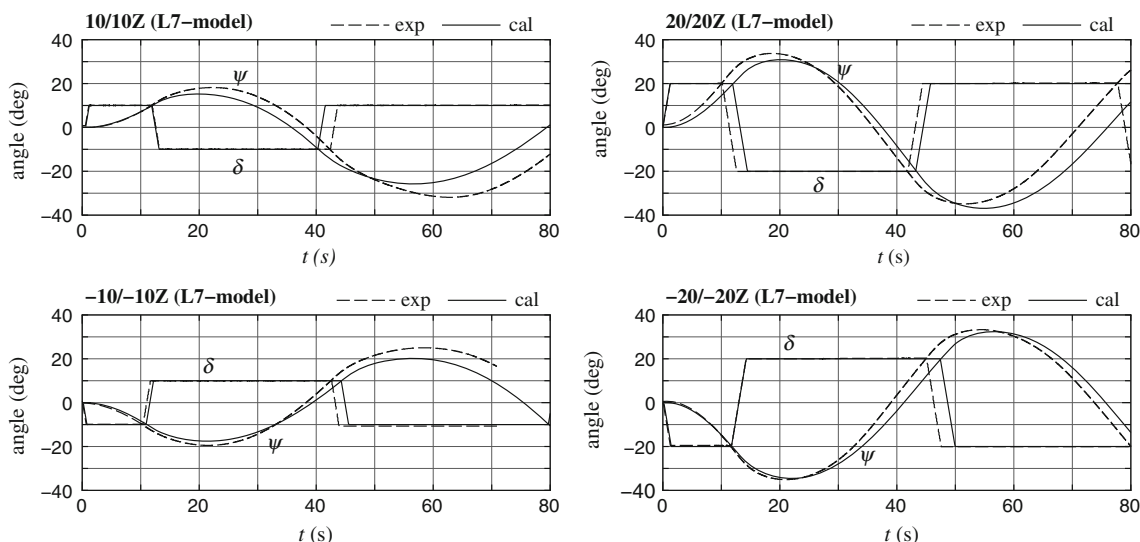 10/10Z (L7−model) exp cal
40
20
0
−20
−40
angle (deg)
ψ
δ
0 20 40 60 80
t (s)
20/20Z (L7−model) exp cal
40
20
0
−20
−40
angle (deg)
ψ
δ
0 20 40 60 80
t (s)
−10/−10Z (L7−model) exp cal
40
20
0
−20
−40
angle (deg)
δ
ψ
0 20 40 60 80
t (s)
−20/−20Z (L7−model) exp cal
40
20
0
−20
−40
angle (deg)
δ
ψ
0 20 40 60 80
t (s)